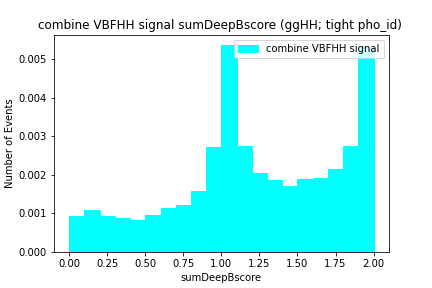 combine VBFHH signal sumDeepBscore (ggHH; tight pho_id)
combine VBFHH signal
Number of Events
0.005
0.004
0.003
0.002
0.001
0.000
0.00 0.25 0.50 0.75 1.00 1.25 1.50 1.75 2.00
sumDeepBscore